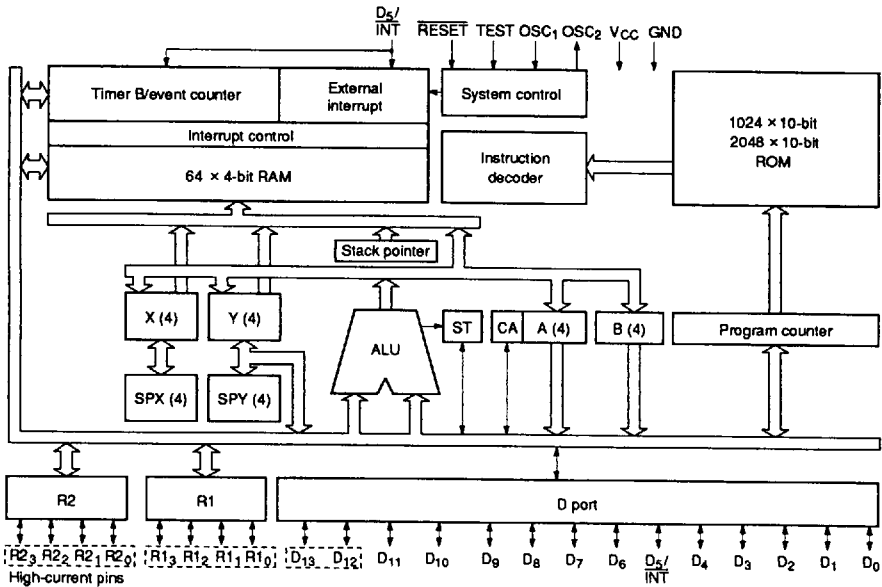 D5/
INT RESET TEST OSC1 OSC2 VCC GND
Timer B/event counter
External
interrupt
System control
1024 × 10-bit
2048 × 10-bit
ROM
Interrupt control
64 × 4-bit RAM
Instruction
decoder
Stack pointer
X (4)
Y (4)
ALU
ST
CA
A (4)
B (4)
Program counter
SPX (4)
SPY (4)
R2
R1
D port
R23 R22 R21 R20 R13 R12 R11 R10 D13 D12 D11 D10 D9 D8 D7 D6 D5/ D4 D3 D2 D1 D0
INT
High-current pins